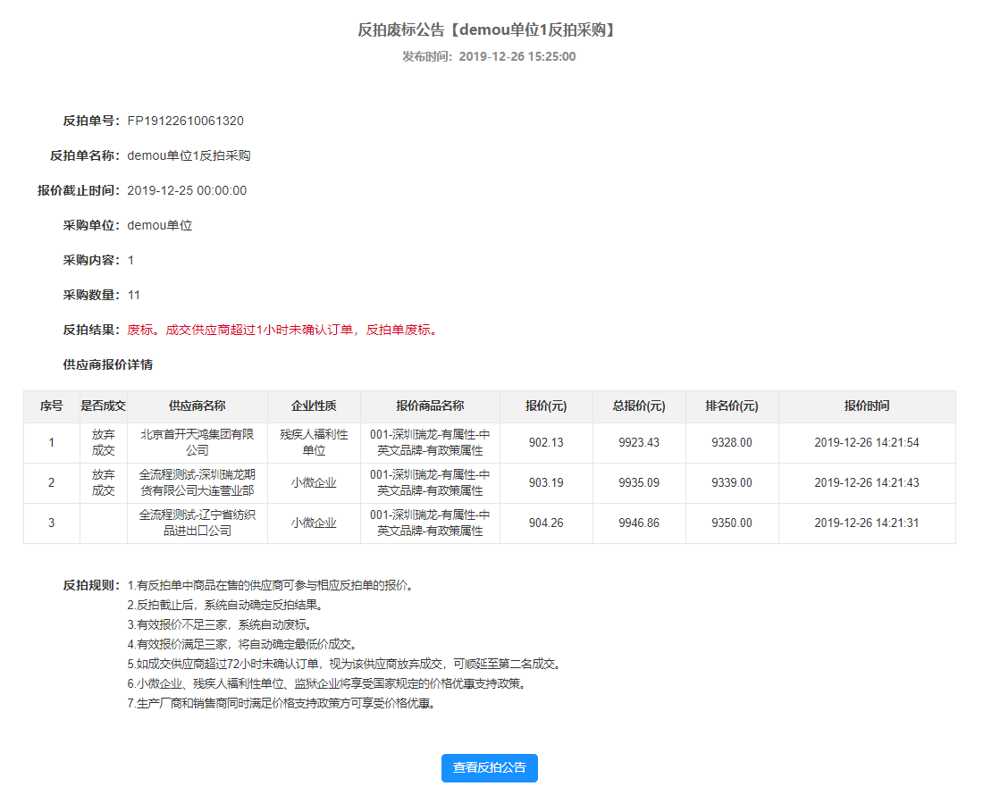 反拍废标公告【demou单位1反拍采购】
发布时间：2019-12-26 15:25:00
反拍单号： FP19122610061320
反拍单名称： demou单位1反拍采购
报价截止时间： 2019-12-25 00:00:00
采购单位： demou单位
采购内容： 1
采购数量： 11
反拍结果： 废标。成交供应商超过1小时未确认订单，反拍单废标。
供应商报价详情
序号 是否成交 供应商名称 企业性质 报价商品名称 报价(元) 总报价(元) 排名价(元) 报价时间
1 放弃成交 北京首开天鸿集团有限公司 残疾人福利性单位 001-深圳瑞龙-有属性-中英文品牌-有政策属性 902.13 9923.43 9328.00 2019-12-26 14:21:54
2 放弃成交 全流程测试-深圳瑞龙期货有限公司大连营业部 小微企业 001-深圳瑞龙-有属性-中英文品牌-有政策属性 903.19 9935.09 9339.00 2019-12-26 14:21:43
3 全流程测试-辽宁省纺织品进出口公司 小微企业 001-深圳瑞龙-有属性-中英文品牌-有政策属性 904.26 9946.86 9350.00 2019-12-26 14:21:31
反拍规则： 1.有反拍单中商品在售的供应商可参与相应反拍单的报价。
2.反拍截止后，系统自动确定反拍结果。
3.有效报价不足三家，系统自动废标。
4.有效报价满足三家，将自动确定最低价成交。
5.如成交供应商超过72小时未确认订单，视为该供应商放弃成交，可顺延至第二名成交。
6.小微企业、残疾人福利性单位、监狱企业将享受国家规定的价格优惠支持政策。
7.生产厂商和销售商同时满足价格支持政策方可享受价格优惠。
查看反拍公告